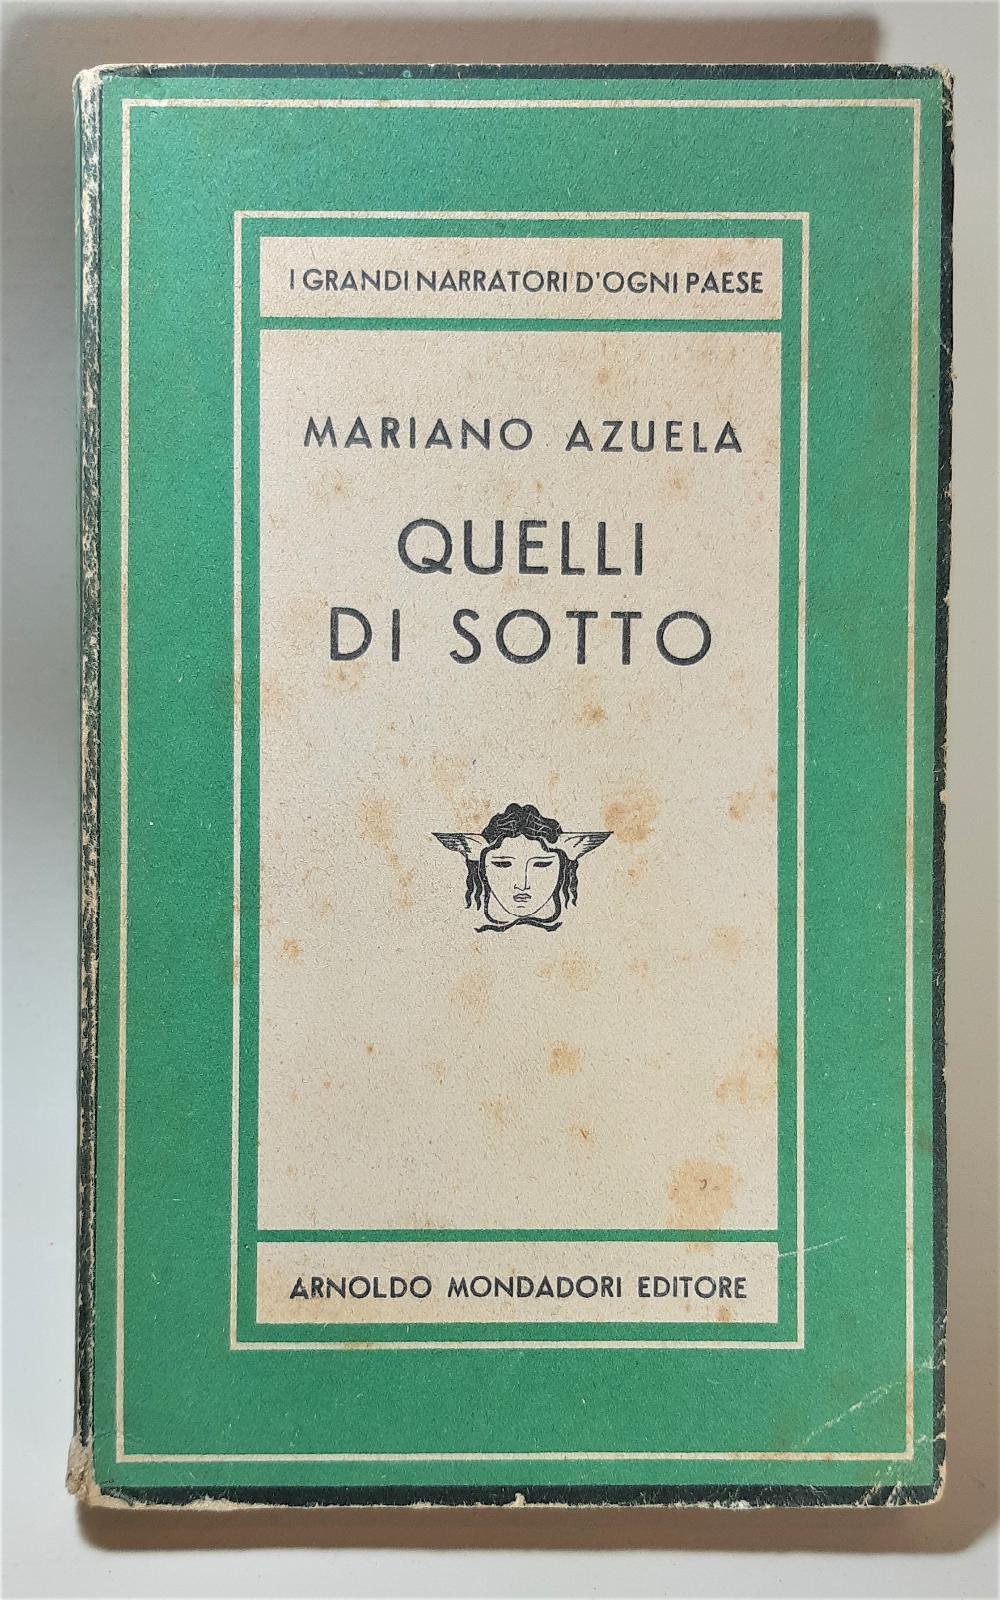 I GRANDI NARRATORI D'OGNI PAESE
MARIANO AZUELA
QUELLI
DI SOTTO
ARNOLDO MONDADORI EDITORE